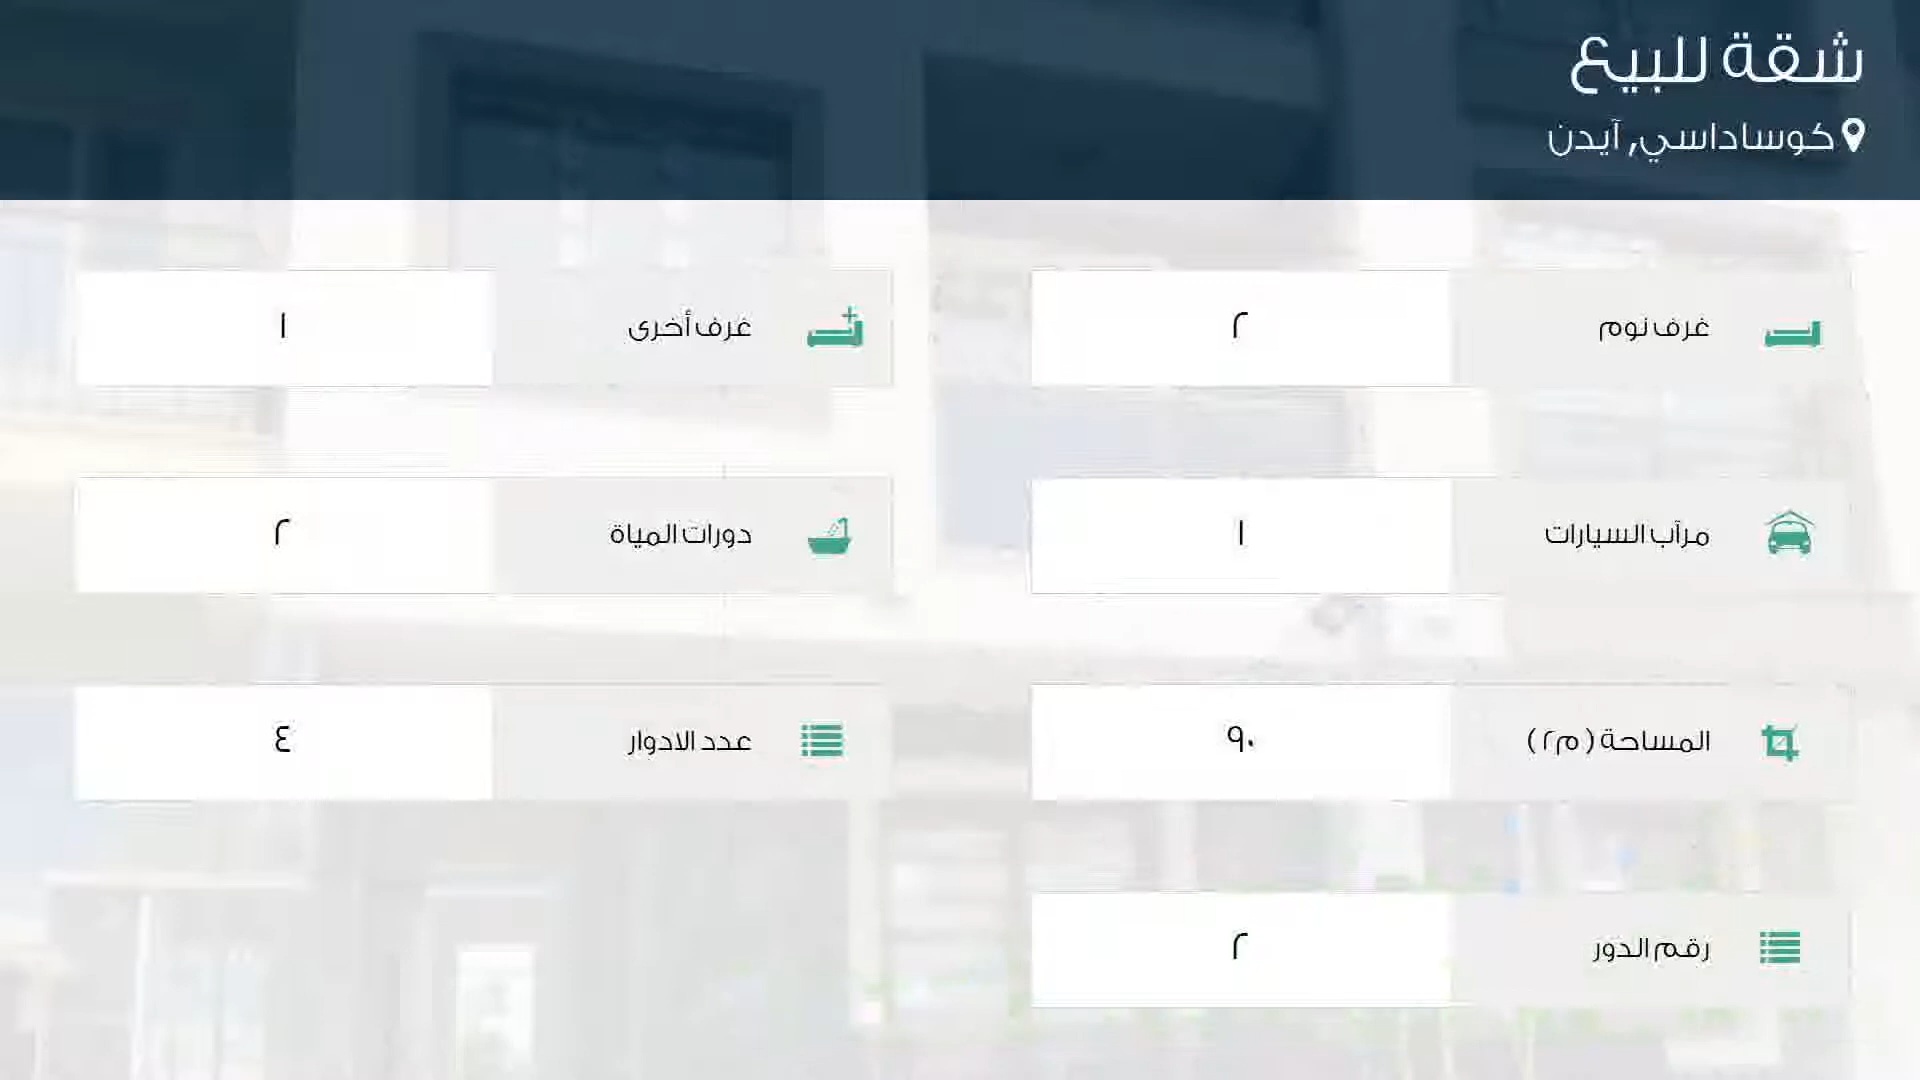 شقة للبيع
كوساداسي, آيدن
غرف نوم ٢
غرف أخرى ١
مرآب السيارات ١
دورات المياة ٢
المساحة ( م٢ ) ٩٠
عدد الادوار ٤
رقم الدور ٢